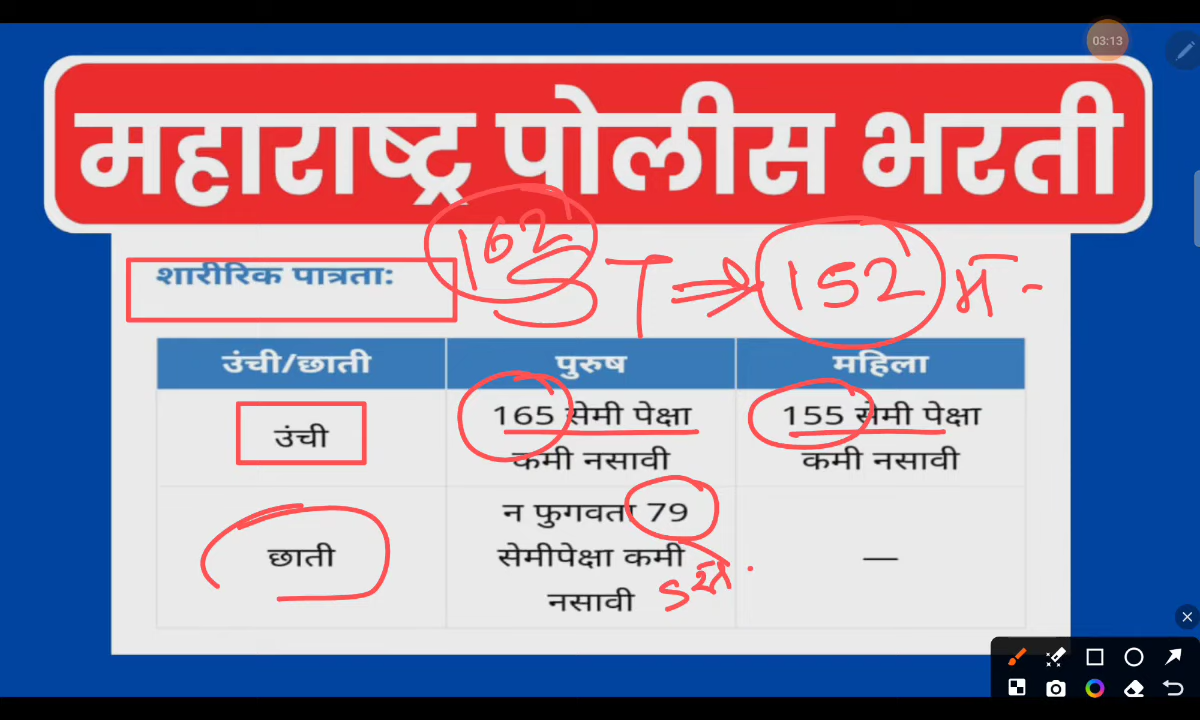 03:13
महाराष्ट्र पोलीस भरती
162
152
शारीरिक पात्रता:
उंची/छाती पुरुष महिला
उंची 165 सेमी पेक्षा कमी नसावी 155 सेमी पेक्षा कमी नसावी
छाती न फुगवता 79 सेमीपेक्षा कमी नसावी —